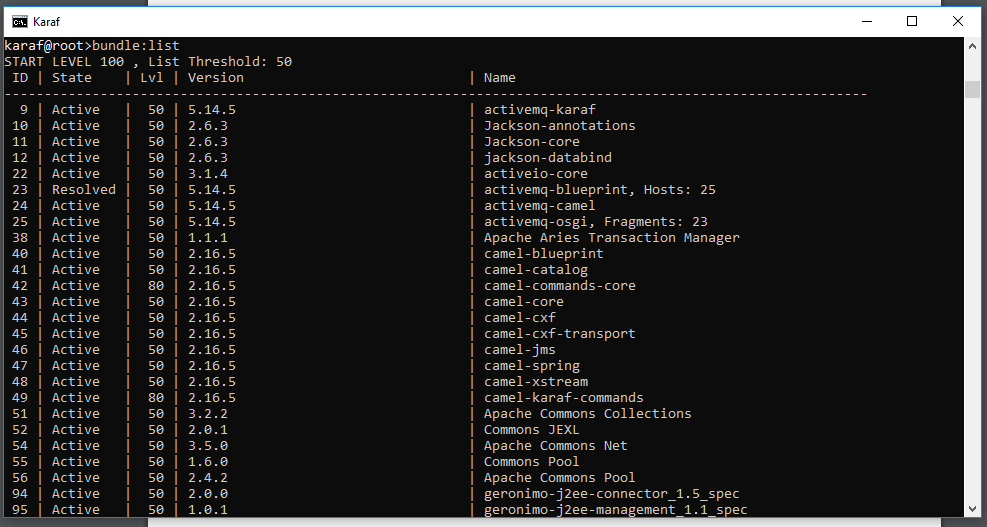 Karaf
karaf@root>bundle:list
START LEVEL 100 , List Threshold: 50
 ID | State    | Lvl | Version                            | Name
------------------------------------------------------------------------------------------------------------
  9 | Active   |  50 | 5.14.5                             | activemq-karaf
 10 | Active   |  50 | 2.6.3                              | Jackson-annotations
 11 | Active   |  50 | 2.6.3                              | Jackson-core
 12 | Active   |  50 | 2.6.3                              | jackson-databind
 22 | Active   |  50 | 3.1.4                              | activeio-core
 23 | Resolved |  50 | 5.14.5                             | activemq-blueprint, Hosts: 25
 24 | Active   |  50 | 5.14.5                             | activemq-camel
 25 | Active   |  50 | 5.14.5                             | activemq-osgi, Fragments: 23
 38 | Active   |  50 | 1.1.1                              | Apache Aries Transaction Manager
 40 | Active   |  50 | 2.16.5                             | camel-blueprint
 41 | Active   |  50 | 2.16.5                             | camel-catalog
 42 | Active   |  80 | 2.16.5                             | camel-commands-core
 43 | Active   |  50 | 2.16.5                             | camel-core
 44 | Active   |  50 | 2.16.5                             | camel-cxf
 45 | Active   |  50 | 2.16.5                             | camel-cxf-transport
 46 | Active   |  50 | 2.16.5                             | camel-jms
 47 | Active   |  50 | 2.16.5                             | camel-spring
 48 | Active   |  50 | 2.16.5                             | camel-xstream
 49 | Active   |  80 | 2.16.5                             | camel-karaf-commands
 51 | Active   |  50 | 3.2.2                              | Apache Commons Collections
 52 | Active   |  50 | 2.0.1                              | Commons JEXL
 54 | Active   |  50 | 3.5.0                              | Apache Commons Net
 55 | Active   |  50 | 1.6.0                              | Commons Pool
 56 | Active   |  50 | 2.4.2                              | Apache Commons Pool
 94 | Active   |  50 | 2.0.0                              | geronimo-j2ee-connector_1.5_spec
 95 | Active   |  50 | 1.0.1                              | geronimo-j2ee-management_1.1_spec